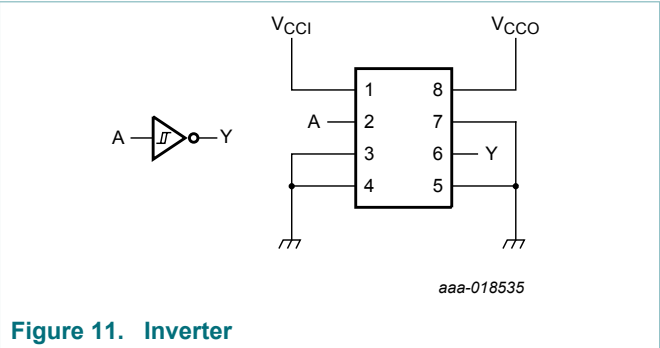 VCCI VCCO
A Y
1 8
A 2 7
3 6 Y
4 5
aaa-018535
Figure 11. Inverter